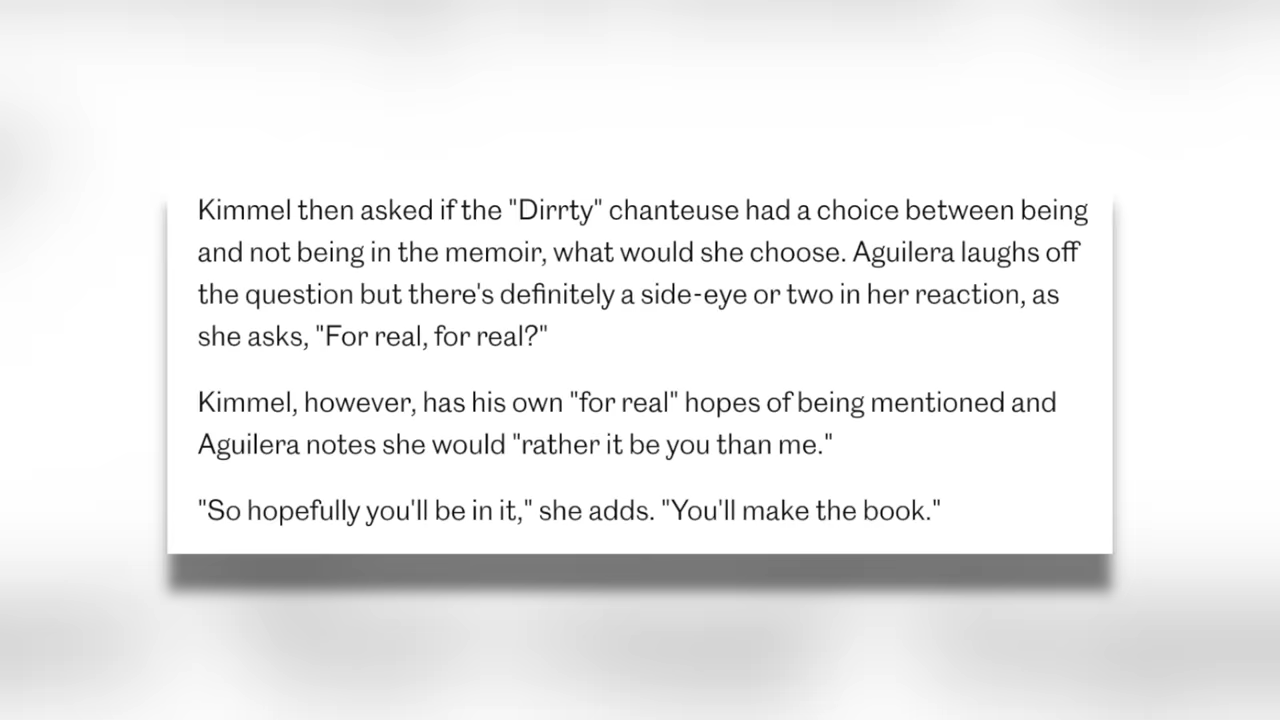 Kimmel then asked if the "Dirrty" chanteuse had a choice between being
and not being in the memoir, what would she choose. Aguilera laughs off
the question but there's definitely a side-eye or two in her reaction, as
she asks, "For real, for real?"
Kimmel, however, has his own "for real" hopes of being mentioned and
Aguilera notes she would "rather it be you than me."
"So hopefully you'll be in it," she adds. "You'll make the book."